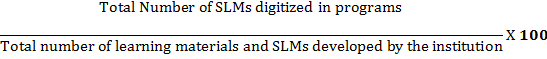 Total Number of SLMs digitized in programs
Total number of learning materials and SLMs developed by the institution X 100